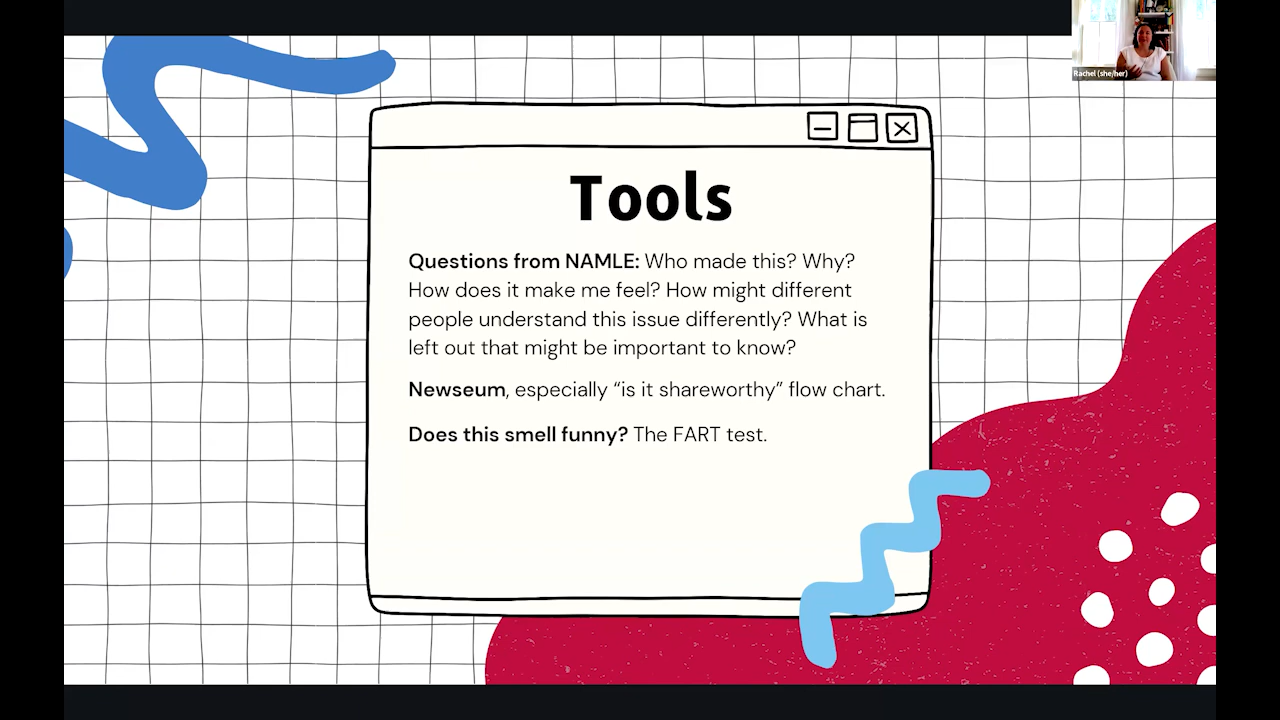 Rachel (she/her)
Tools
Questions from NAMLE: Who made this? Why?
How does it make me feel? How might different
people understand this issue differently? What is
left out that might be important to know?
Newseum, especially “is it shareworthy” flow chart.
Does this smell funny? The FART test.